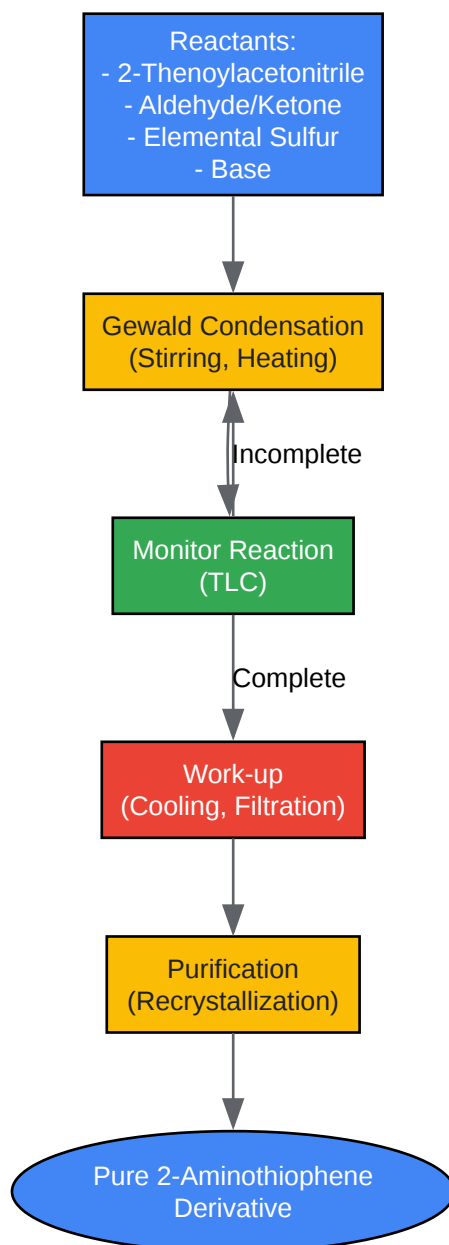 Reactants:
- 2-Thenoylacetonitrile
- Aldehyde/Ketone
- Elemental Sulfur
- Base
Gewald Condensation
(Stirring, Heating)
Incomplete
Monitor Reaction
(TLC)
Complete
Work-up
(Cooling, Filtration)
Purification
(Recrystallization)
Pure 2-Aminothiophene
Derivative